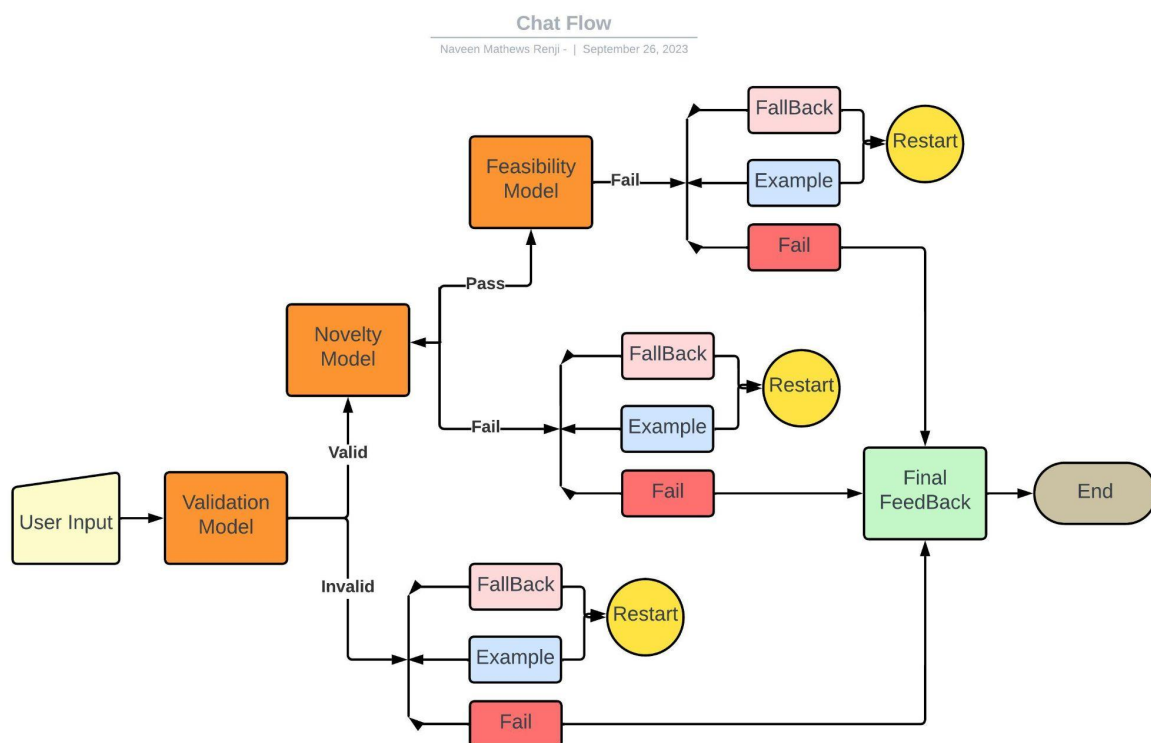 Chat Flow
Naveen Mathews Renji - | September 26, 2023
FallBack
Restart
Feasibility
Model
Fail
Example
Fail
Pass
Novelty
Model
FallBack
Restart
Fail
Example
Valid
Fail
Final
FeedBack
End
User Input
Validation
Model
Invalid
FallBack
Restart
Example
Fail